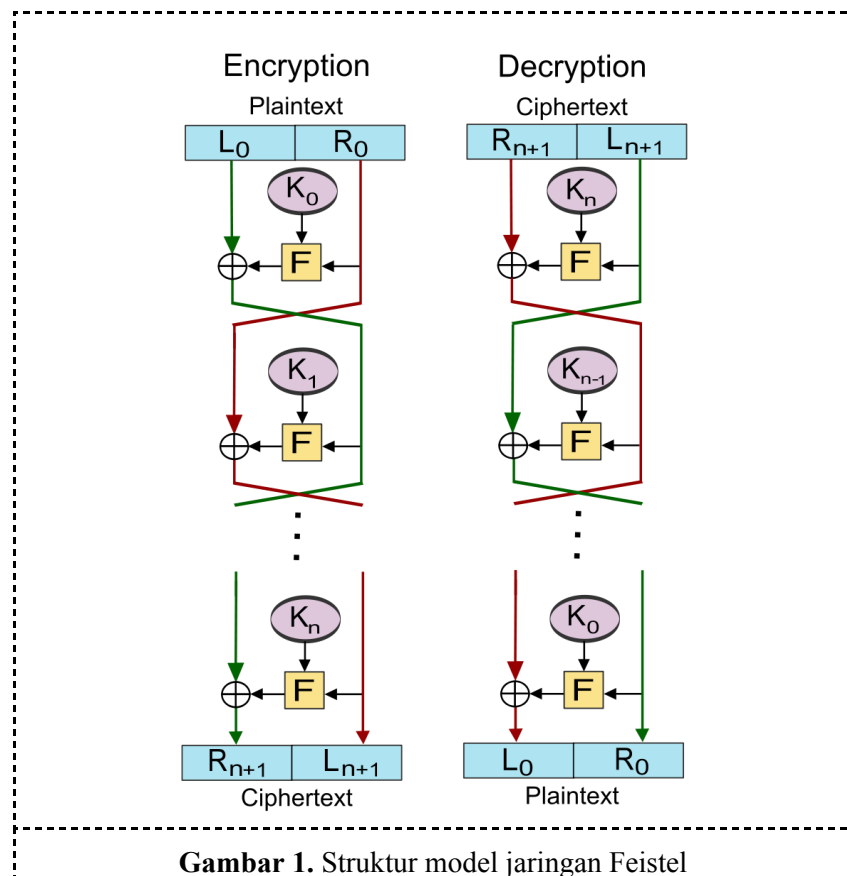 Encryption Decryption
Plaintext Ciphertext
L0 R0 Rn+1 Ln+1
K0 Kn
F F
K1 Kn-1
F F
Kn K0
F F
Rn+1 Ln+1 L0 R0
Ciphertext Plaintext
Gambar 1. Struktur model jaringan Feistel